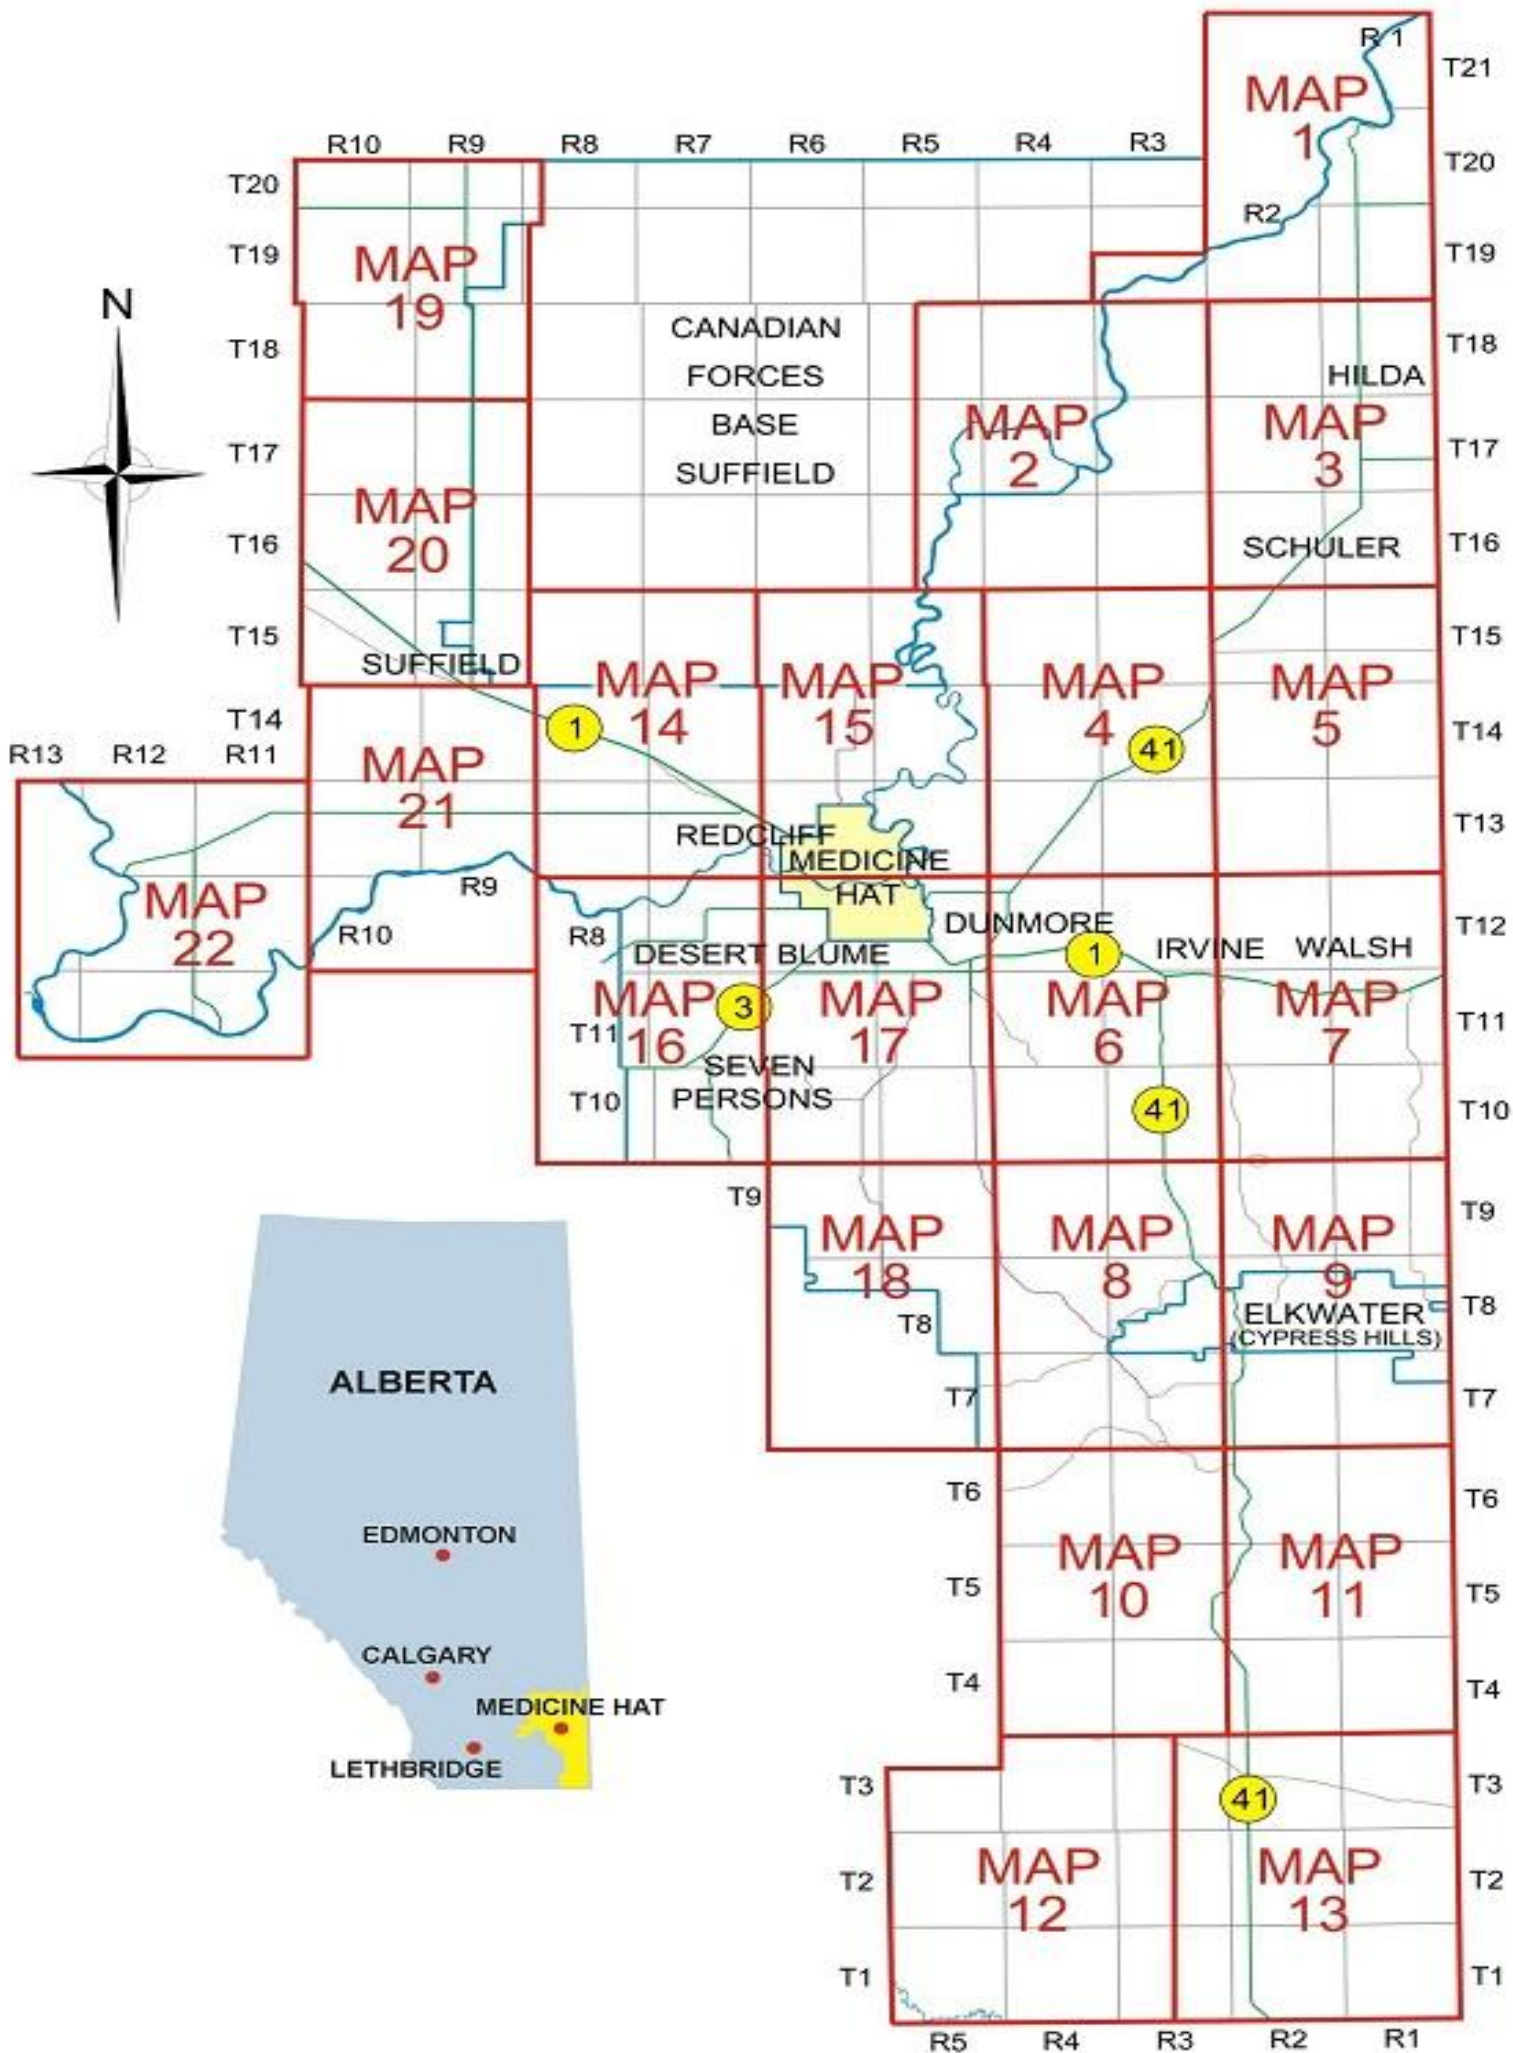 R 1
T21
MAP
1
R10 R9 R8 R7 R6 R5 R4 R3
T20
T20
R2
T19
MAP
19
T19
N
T18
CANADIAN
FORCES
BASE
SUFFIELD
T18
HILDA
MAP
2
MAP
3
T17
T17
MAP
20
T16
SCHULER
T16
T15
SUFFIELD
T15
MAP
14
MAP
15
MAP
4
MAP
5
T14
1
41
T14
R13 R12 R11
MAP
21
T13
REDCLIFF
MEDICINE
HAT
MAP
22
R9
R10
R8
DUNMORE
T12
DESERT BLUME
1
IRVINE
WALSH
MAP
16
3
MAP
17
MAP
6
MAP
7
T11
T11
SEVEN
PERSONS
T10
41
T10
T9
T9
MAP
18
MAP
8
MAP
9
T8
T8
ELKWATER
(CYPRESS HILLS)
T7
T7
T6
T6
MAP
10
MAP
11
T5
T5
T4
T4
T3
41
T3
MAP
12
MAP
13
T2
T2
T1
T1
R5 R4 R3 R2 R1
ALBERTA
EDMONTON
CALGARY
MEDICINE HAT
LETHBRIDGE